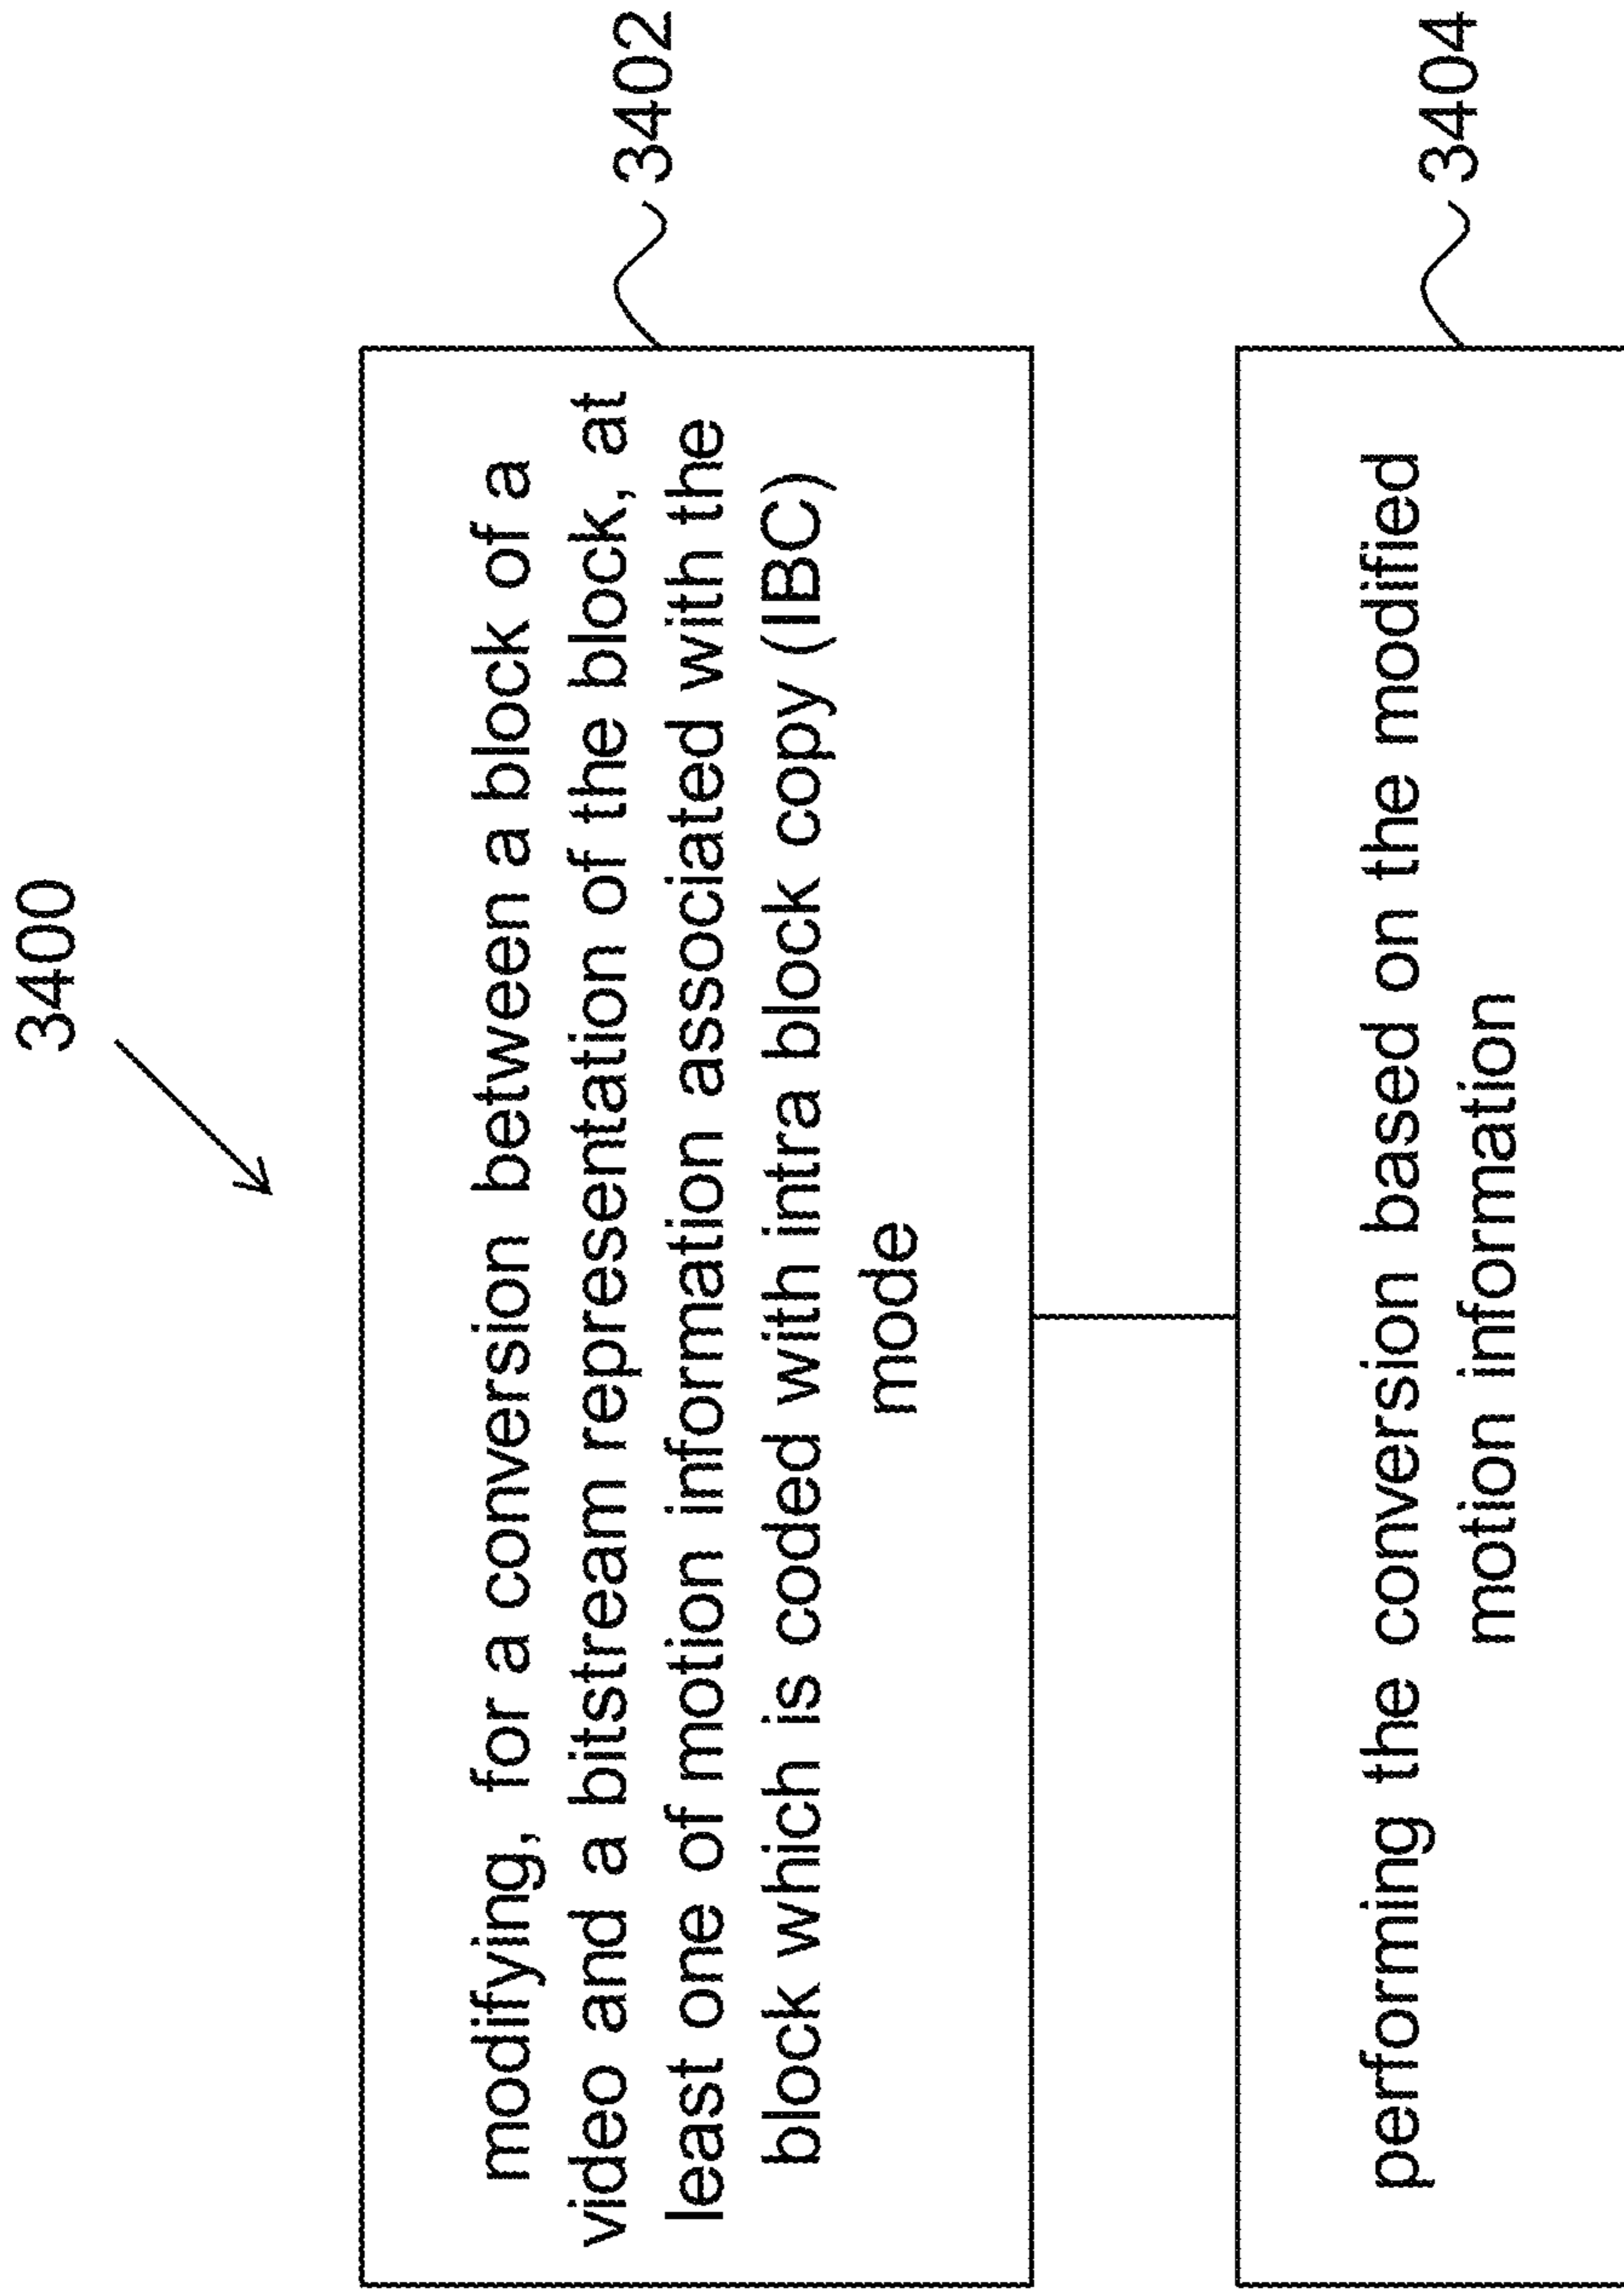 3400
modifying, for a conversion between a block of a
video and a bitstream representation of the block, at
least one of motion information associated with the
block which is coded with intra block copy (IBC)
mode
3402
performing the conversion based on the modified
motion information
3404